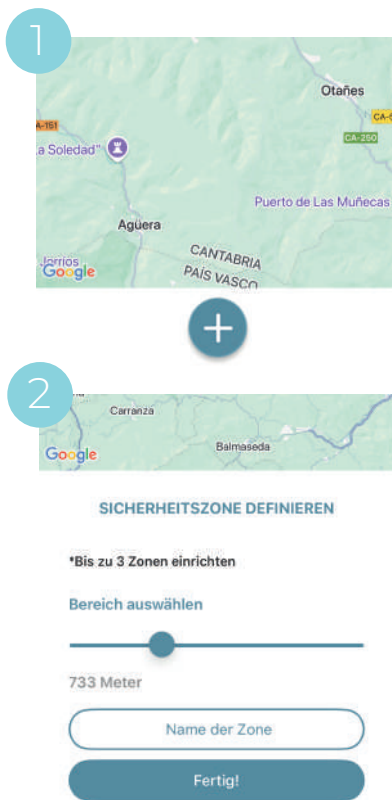 1
Otañes
CA-151
CA-250
a Soledad"
Puerto de Las Muñecas
Agüera
CANTABRIA
PAÍS VASCO
Google
+
2
Carranza
Balmaseda
Google
SICHERHEITSZONE DEFINIEREN
*Bis zu 3 Zonen einrichten
Bereich auswählen
733 Meter
Name der Zone
Fertig!